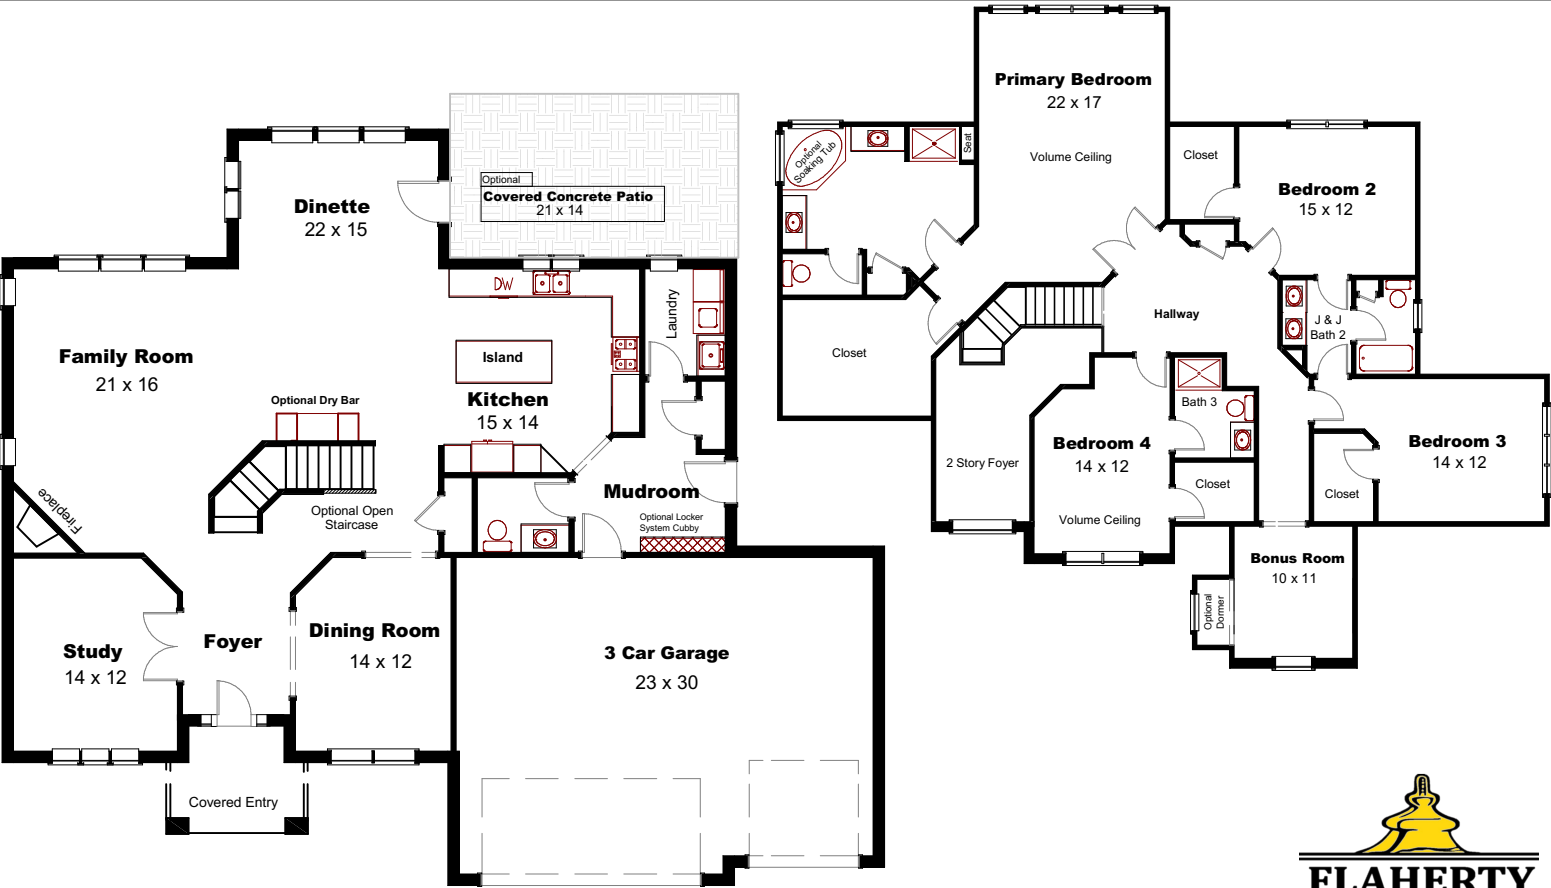 Dinette
22 x 15
Optional
Covered Concrete Patio
21 x 14
DW
Laundry
Island
Kitchen
15 x 14
Family Room
21 x 16
Optional Dry Bar
Optional Open
Staircase
Fireplace
Mudroom
Optional Locker
System Cubby
Study
14 x 12
Foyer
Dining Room
14 x 12
3 Car Garage
23 x 30
Covered Entry
Primary Bedroom
22 x 17
Volume Ceiling
Optional
Soaking Tub
Seat
Closet
Closet
Bedroom 2
15 x 12
Hallway
J & J
Bath 2
Bath 3
Bedroom 4
14 x 12
Volume Ceiling
2 Story Foyer
Closet
Closet
Bedroom 3
14 x 12
Bonus Room
10 x 11
Optional
Dormer
FLAHERTY